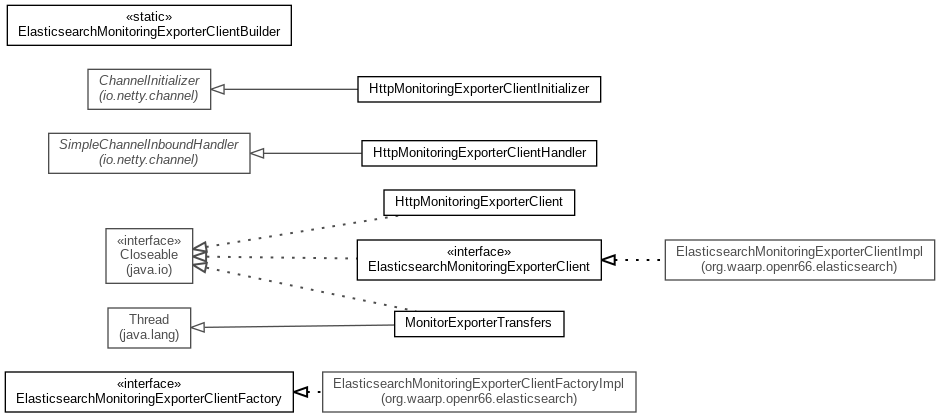 «static»
ElasticsearchMonitoringExporterClientBuilder
ChannelInitializer
(io.netty.channel)
HttpMonitoringExporterClientInitializer
SimpleChannelInboundHandler
(io.netty.channel)
HttpMonitoringExporterClientHandler
HttpMonitoringExporterClient
«interface»
Closeable
(java.io)
«interface»
ElasticsearchMonitoringExporterClient
ElasticsearchMonitoringExporterClientImpl
(org.waarp.openr66.elasticsearch)
Thread
(java.lang)
MonitorExporterTransfers
«interface»
ElasticsearchMonitoringExporterClientFactory
ElasticsearchMonitoringExporterClientFactoryImpl
(org.waarp.openr66.elasticsearch)